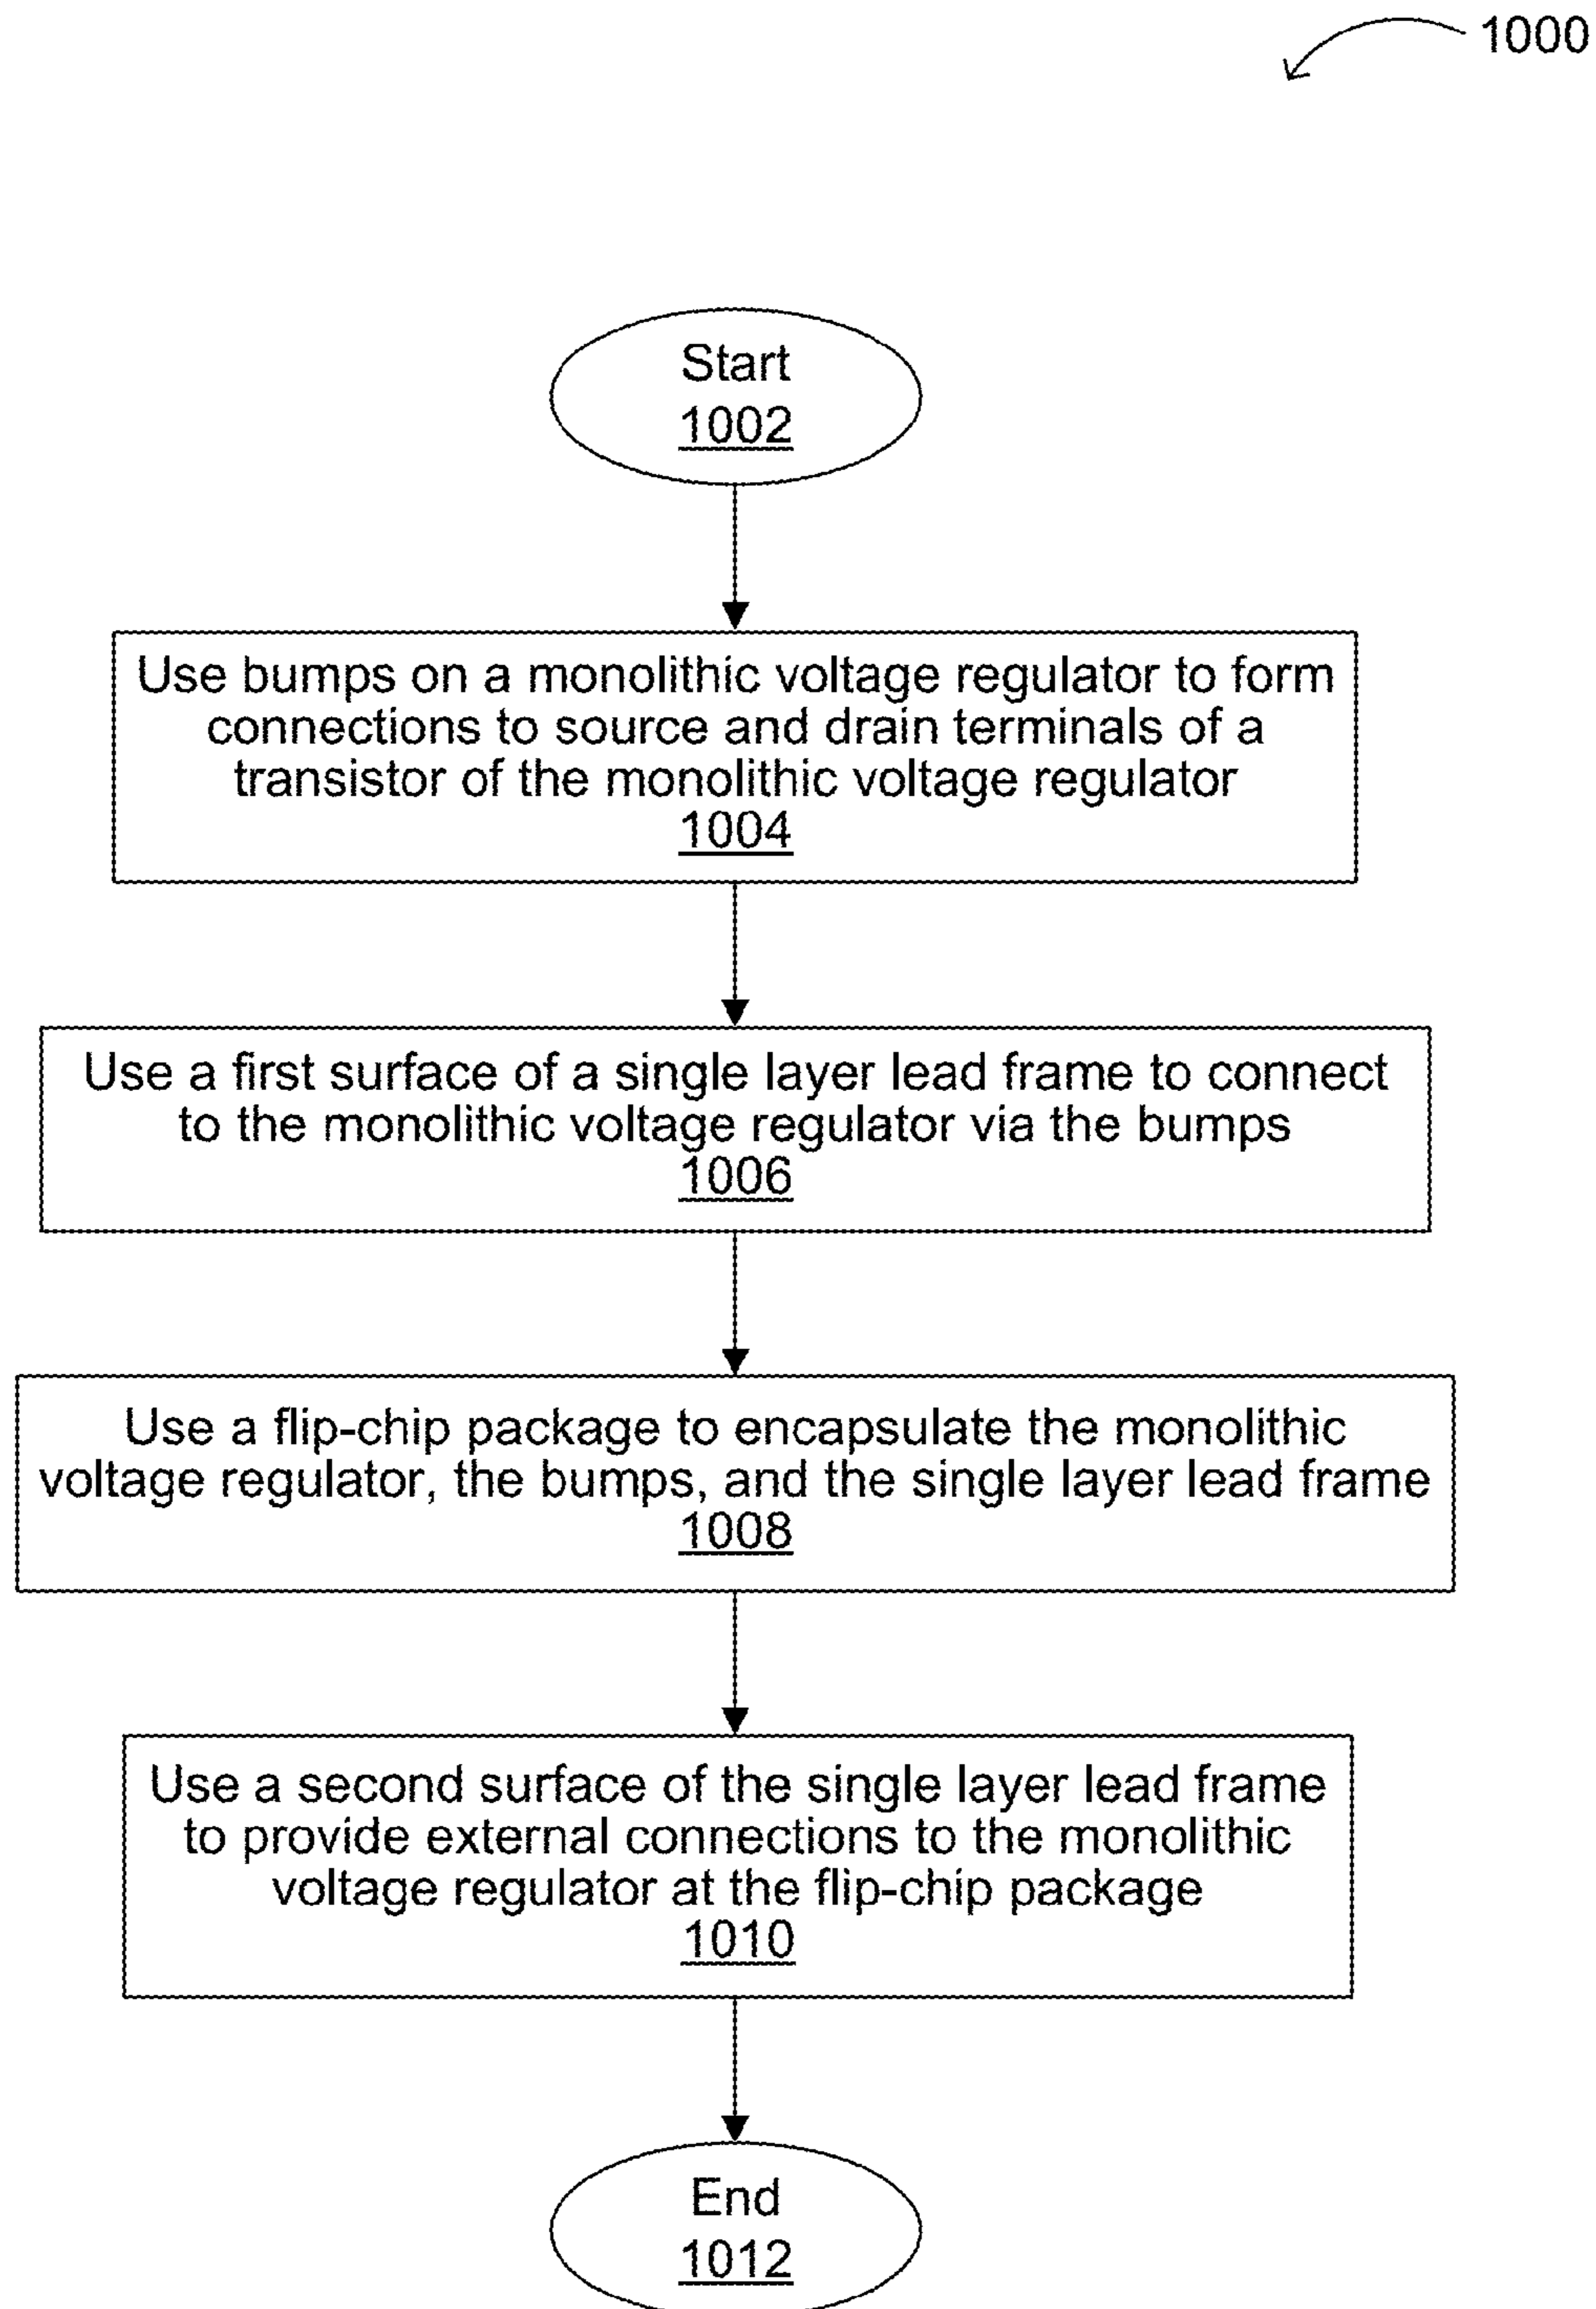 1000
Start
1002
Use bumps on a monolithic voltage regulator to form
connections to source and drain terminals of a
transistor of the monolithic voltage regulator
1004
Use a first surface of a single layer lead frame to connect
to the monolithic voltage regulator via the bumps
1006
Use a flip-chip package to encapsulate the monolithic
voltage regulator, the bumps, and the single layer lead frame
1008
Use a second surface of the single layer lead frame
to provide external connections to the monolithic
voltage regulator at the flip-chip package
1010
End
1012